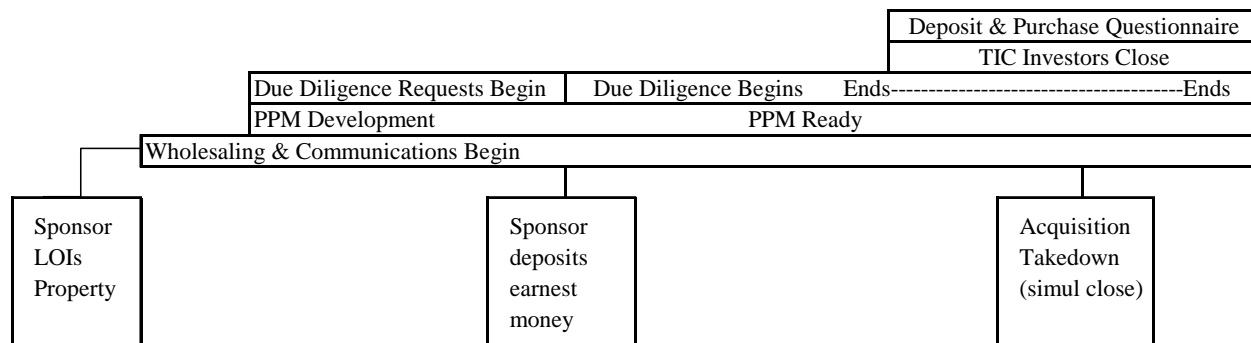 Deposit & Purchase Questionnaire
TIC Investors Close
Due Diligence Requests Begin Due Diligence Begins Ends---------------------------------------Ends
PPM Development PPM Ready
Wholesaling & Communications Begin
Sponsor
LOIs
Property
Sponsor
deposits
earnest
money
Acquisition
Takedown
(simul close)